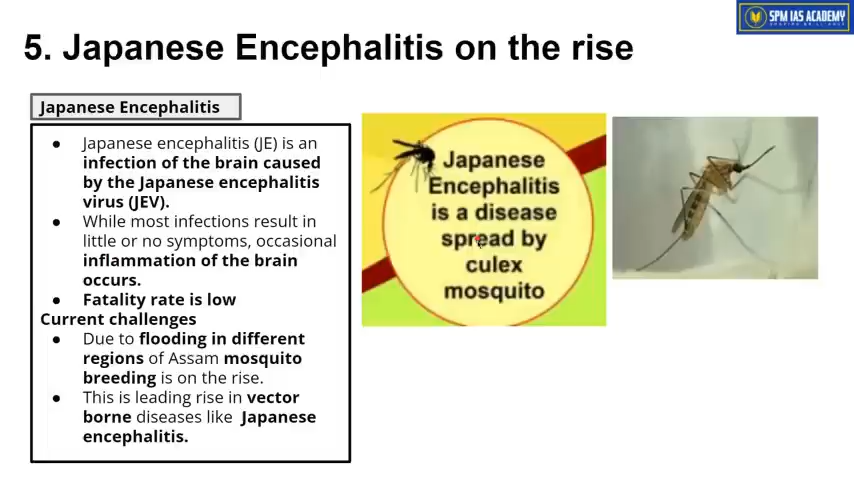 SPM IAS ACADEMY
5. Japanese Encephalitis on the rise
Japanese Encephalitis
● Japanese encephalitis (JE) is an
infection of the brain caused
by the Japanese encephalitis
virus (JEV).
● While most infections result in
little or no symptoms, occasional
inflammation of the brain
occurs.
● Fatality rate is low
Current challenges
● Due to flooding in different
regions of Assam mosquito
breeding is on the rise.
● This is leading rise in vector
borne diseases like Japanese
encephalitis.
Japanese
Encephalitis
is a disease
spread by
culex
mosquito